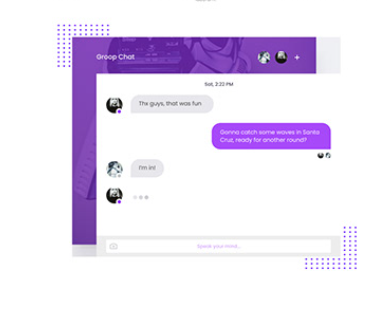 Groop Chat
+
Sat, 2:22 PM
Thx guys, that was fun
Gonna catch some waves in Santa
Cruz, ready for another round?
I'm in!
Speak your mind...